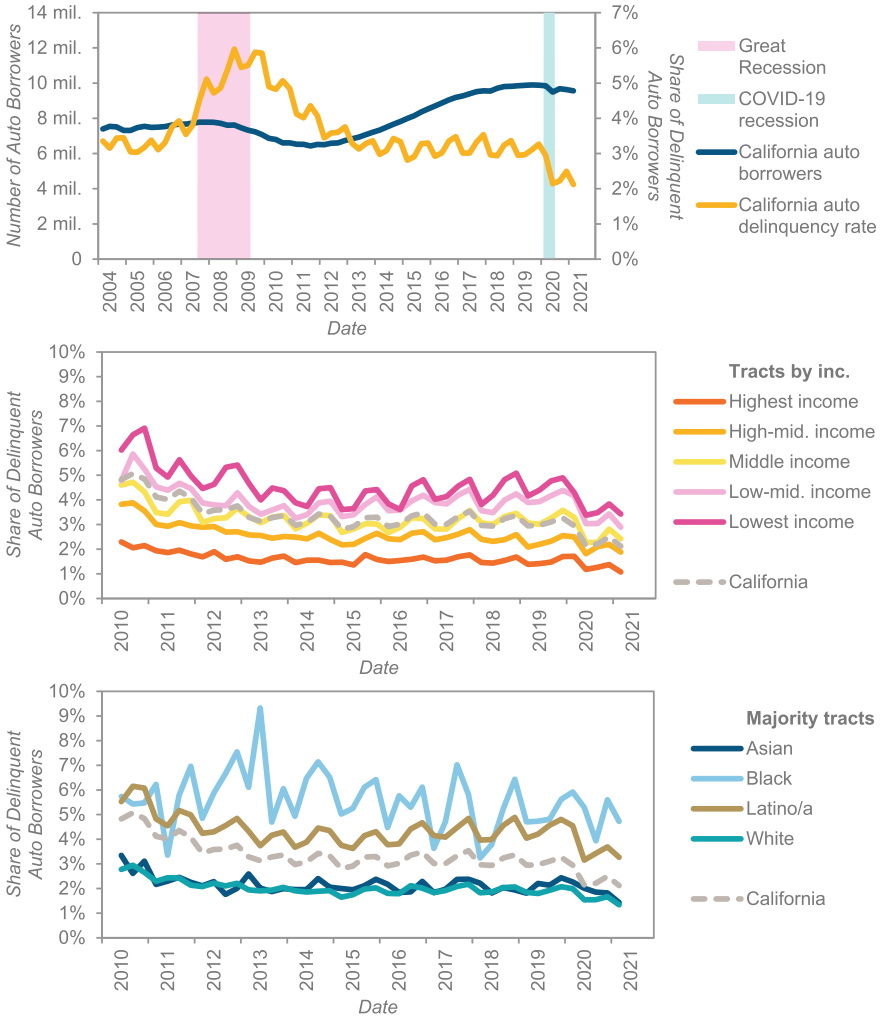 14 mil.
12 mil.
10 mil.
8 mil.
6 mil.
4 mil.
2 mil.
0
Number of Auto Borrowers
7%
6%
5%
4%
3%
2%
1%
0%
Share of Delinquent
Auto Borrowers
2004
2005
2006
2007
2008
2009
2010
2011
2012
2013
2014
2015
2016
2017
2018
2019
2020
2021
Date
Great
Recession
COVID-19
recession
California auto
borrowers
California auto
delinquency rate
10%
9%
8%
7%
6%
5%
4%
3%
2%
1%
0%
Share of Delinquent
Auto Borrowers
2010
2011
2012
2013
2014
2015
2016
2017
2018
2019
2020
2021
Date
Tracts by inc.
Highest income
High-mid. income
Middle income
Low-mid. income
Lowest income
California
10%
9%
8%
7%
6%
5%
4%
3%
2%
1%
0%
Share of Delinquent
Auto Borrowers
2010
2011
2012
2013
2014
2015
2016
2017
2018
2019
2020
2021
Date
Majority tracts
Asian
Black
Latino/a
White
California